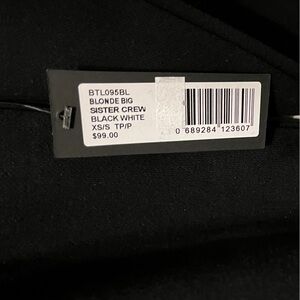 BTL095BL
BLONDE BIG
SISTER CREW
BLACK WHITE
XS/S TP/P
$99.00
0 689284 123607